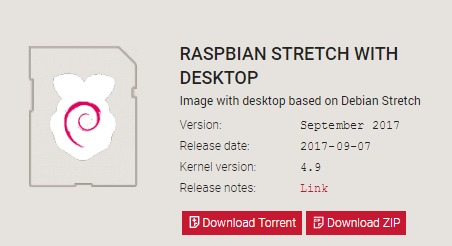 RASPBIAN STRETCH WITH
DESKTOP
Image with desktop based on Debian Stretch
Version: September 2017
Release date: 2017-09-07
Kernel version: 4.9
Release notes: Link
Download Torrent Download ZIP